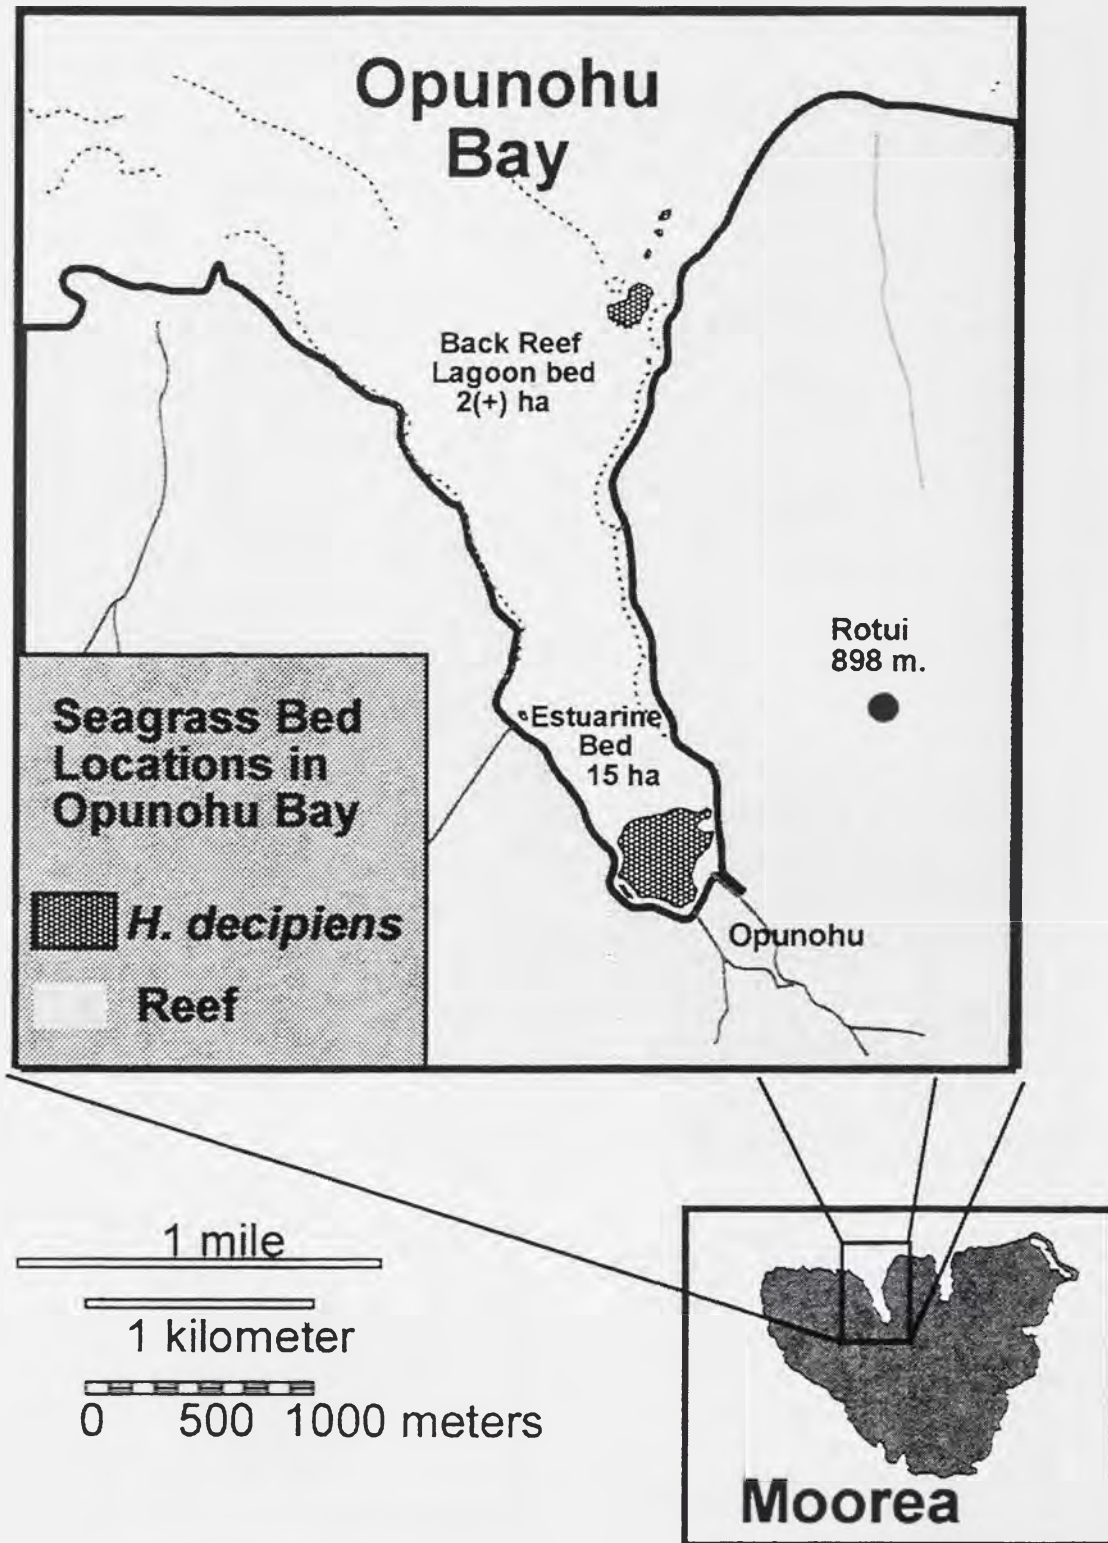 Opunohu
Bay
Back Reef
Lagoon bed
2(+) ha
Rotui
898 m.
Estuarine
Bed
15 ha
Seagrass Bed
Locations in
Opunohu Bay
H. decipiens
Reef
Opunohu
1 mile
1 kilometer
0 500 1000 meters
Moorea